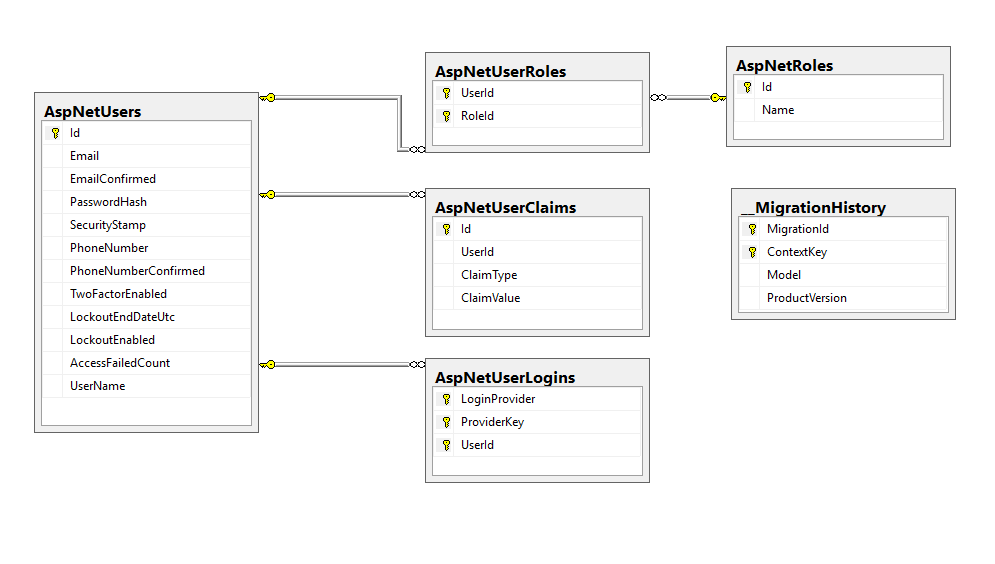 AspNetUsers
Id
Email
EmailConfirmed
PasswordHash
SecurityStamp
PhoneNumber
PhoneNumberConfirmed
TwoFactorEnabled
LockoutEndDateUtc
LockoutEnabled
AccessFailedCount
UserName
AspNetUserRoles
UserId
RoleId
AspNetUserClaims
Id
UserId
ClaimType
ClaimValue
AspNetUserLogins
LoginProvider
ProviderKey
UserId
AspNetRoles
Id
Name
__MigrationHistory
MigrationId
ContextKey
Model
ProductVersion